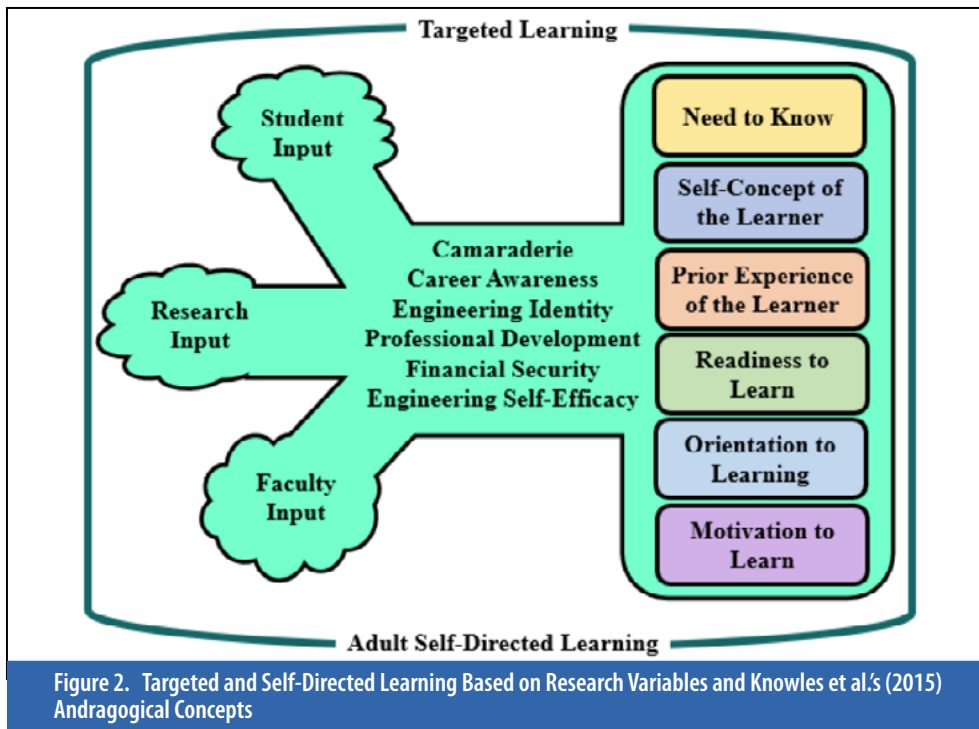 Targeted Learning
Student
Input
Research
Input
Faculty
Input
Camaraderie
Career Awareness
Engineering Identity
Professional Development
Financial Security
Engineering Self-Efficacy
Need to Know
Self-Concept of
the Learner
Prior Experience
of the Learner
Readiness to
Learn
Orientation to
Learning
Motivation to
Learn
Adult Self-Directed Learning
Figure 2. Targeted and Self-Directed Learning Based on Research Variables and Knowles et al.'s (2015)
Andragogical Concepts